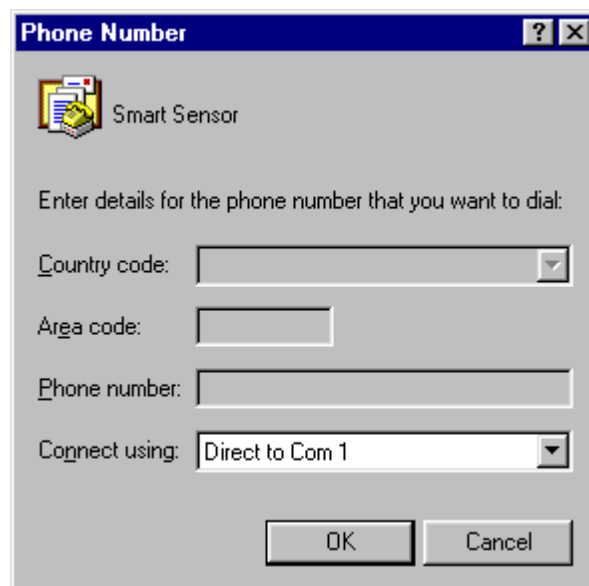 Phone Number
Smart Sensor
Enter details for the phone number that you want to dial:
Country code:
Area code:
Phone number:
Connect using: Direct to Com 1
OK Cancel